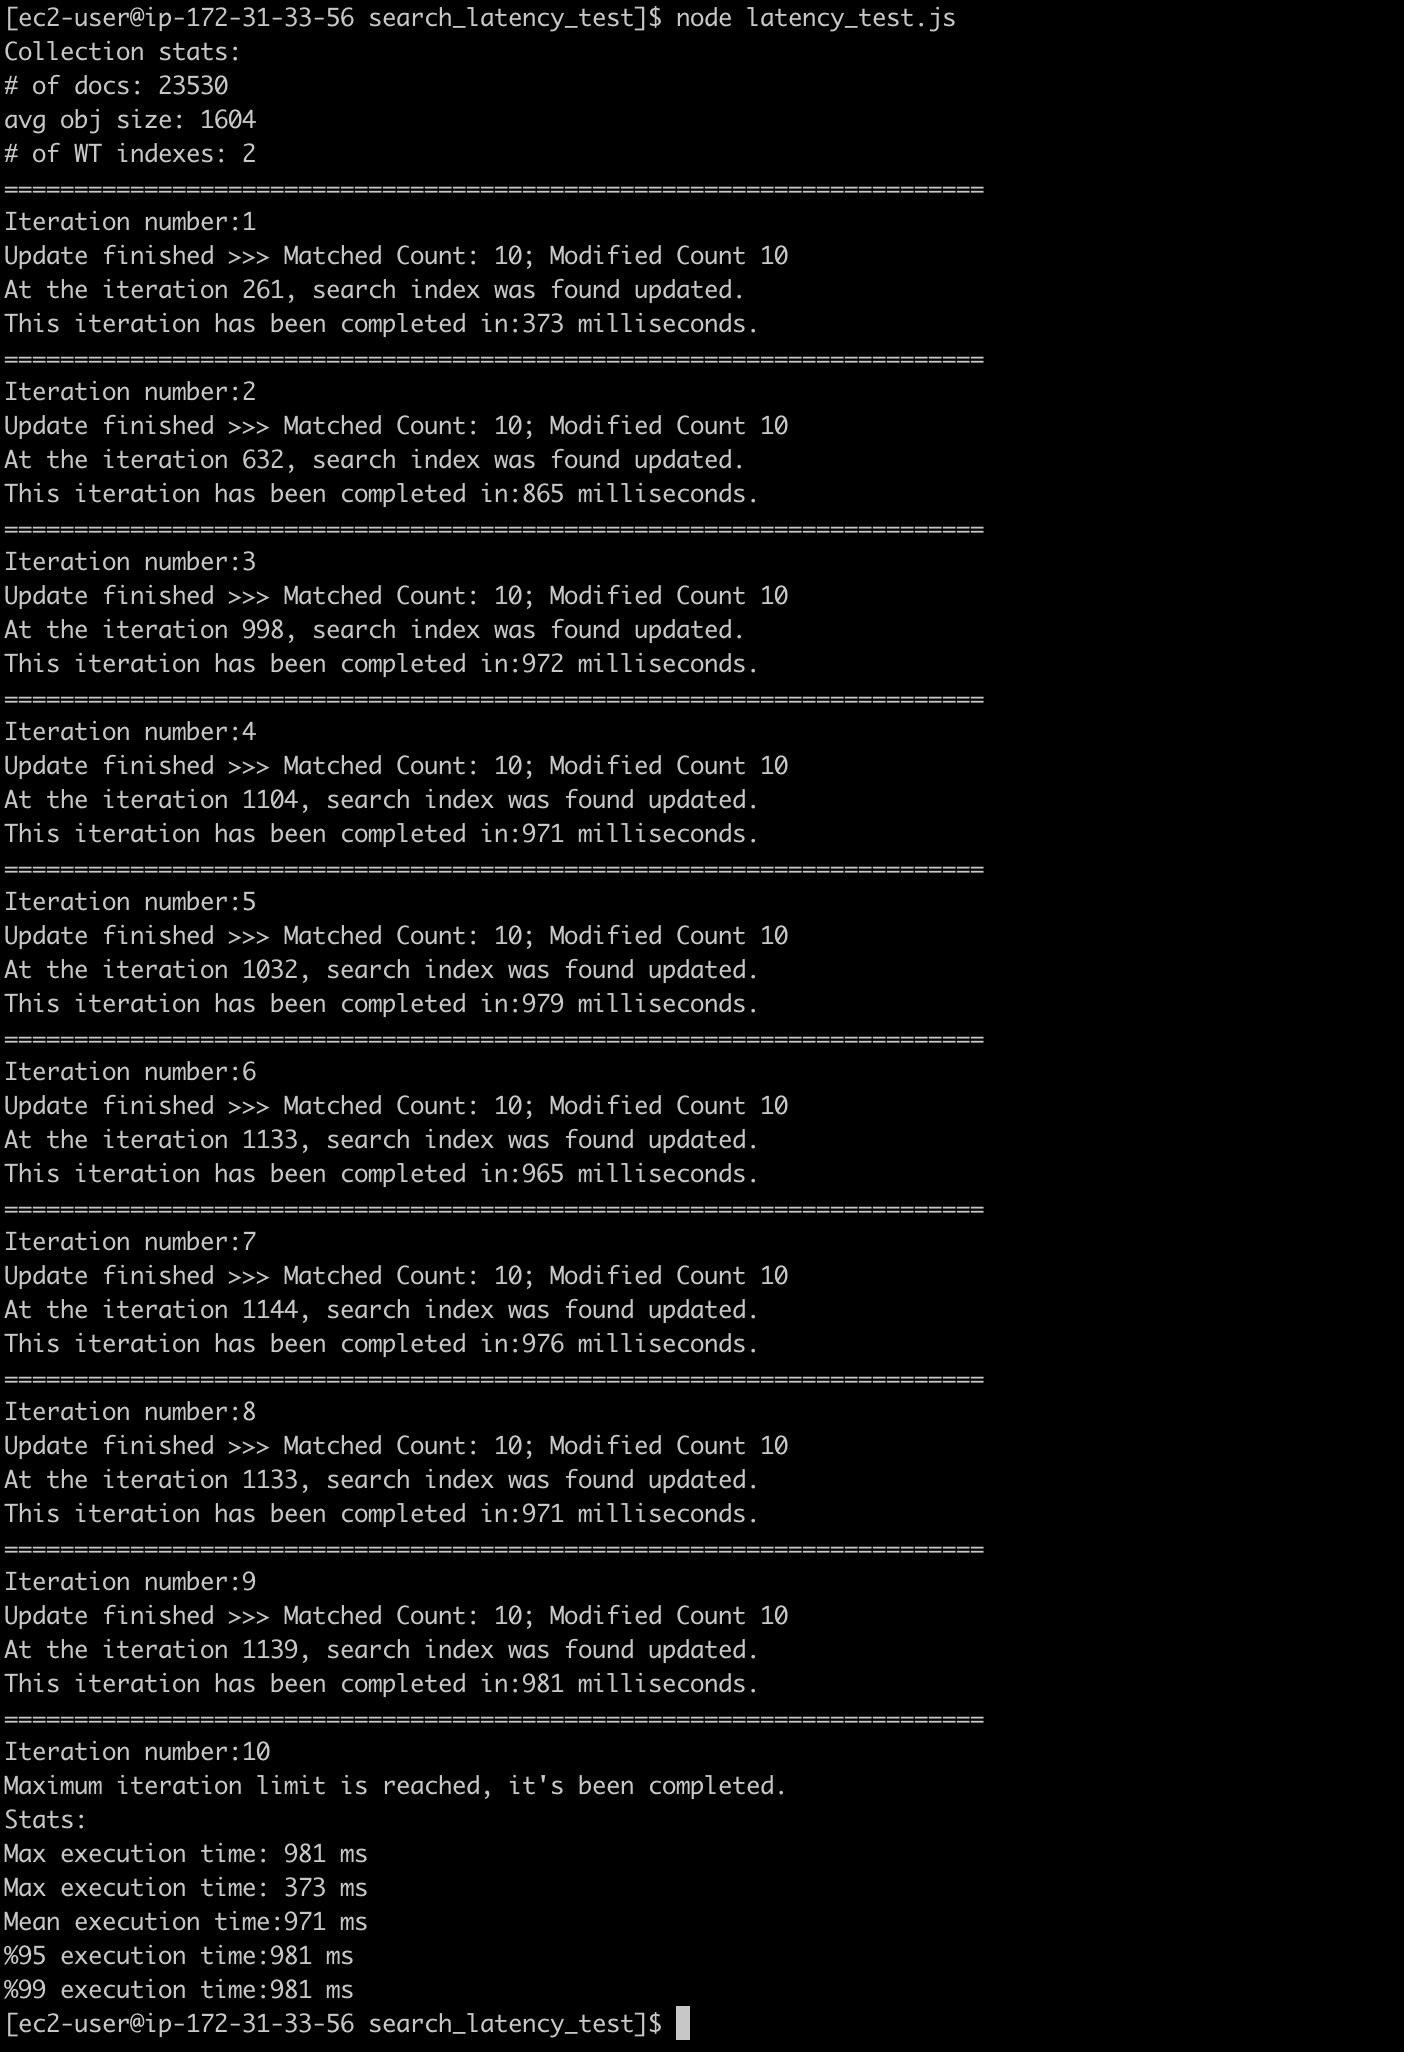 [ec2-user@ip-172-31-33-56 search_latency_test]$ node latency_test.js
Collection stats:
# of docs: 23530
avg obj size: 1604
# of WT indexes: 2
======================================================================
Iteration number:1
Update finished >>> Matched Count: 10; Modified Count 10
At the iteration 261, search index was found updated.
This iteration has been completed in:373 milliseconds.
======================================================================
Iteration number:2
Update finished >>> Matched Count: 10; Modified Count 10
At the iteration 632, search index was found updated.
This iteration has been completed in:865 milliseconds.
======================================================================
Iteration number:3
Update finished >>> Matched Count: 10; Modified Count 10
At the iteration 998, search index was found updated.
This iteration has been completed in:972 milliseconds.
======================================================================
Iteration number:4
Update finished >>> Matched Count: 10; Modified Count 10
At the iteration 1104, search index was found updated.
This iteration has been completed in:971 milliseconds.
======================================================================
Iteration number:5
Update finished >>> Matched Count: 10; Modified Count 10
At the iteration 1032, search index was found updated.
This iteration has been completed in:979 milliseconds.
======================================================================
Iteration number:6
Update finished >>> Matched Count: 10; Modified Count 10
At the iteration 1133, search index was found updated.
This iteration has been completed in:965 milliseconds.
======================================================================
Iteration number:7
Update finished >>> Matched Count: 10; Modified Count 10
At the iteration 1144, search index was found updated.
This iteration has been completed in:976 milliseconds.
======================================================================
Iteration number:8
Update finished >>> Matched Count: 10; Modified Count 10
At the iteration 1133, search index was found updated.
This iteration has been completed in:971 milliseconds.
======================================================================
Iteration number:9
Update finished >>> Matched Count: 10; Modified Count 10
At the iteration 1139, search index was found updated.
This iteration has been completed in:981 milliseconds.
======================================================================
Iteration number:10
Maximum iteration limit is reached, it's been completed.
Stats:
Max execution time: 981 ms
Max execution time: 373 ms
Mean execution time:971 ms
%95 execution time:981 ms
%99 execution time:981 ms
[ec2-user@ip-172-31-33-56 search_latency_test]$